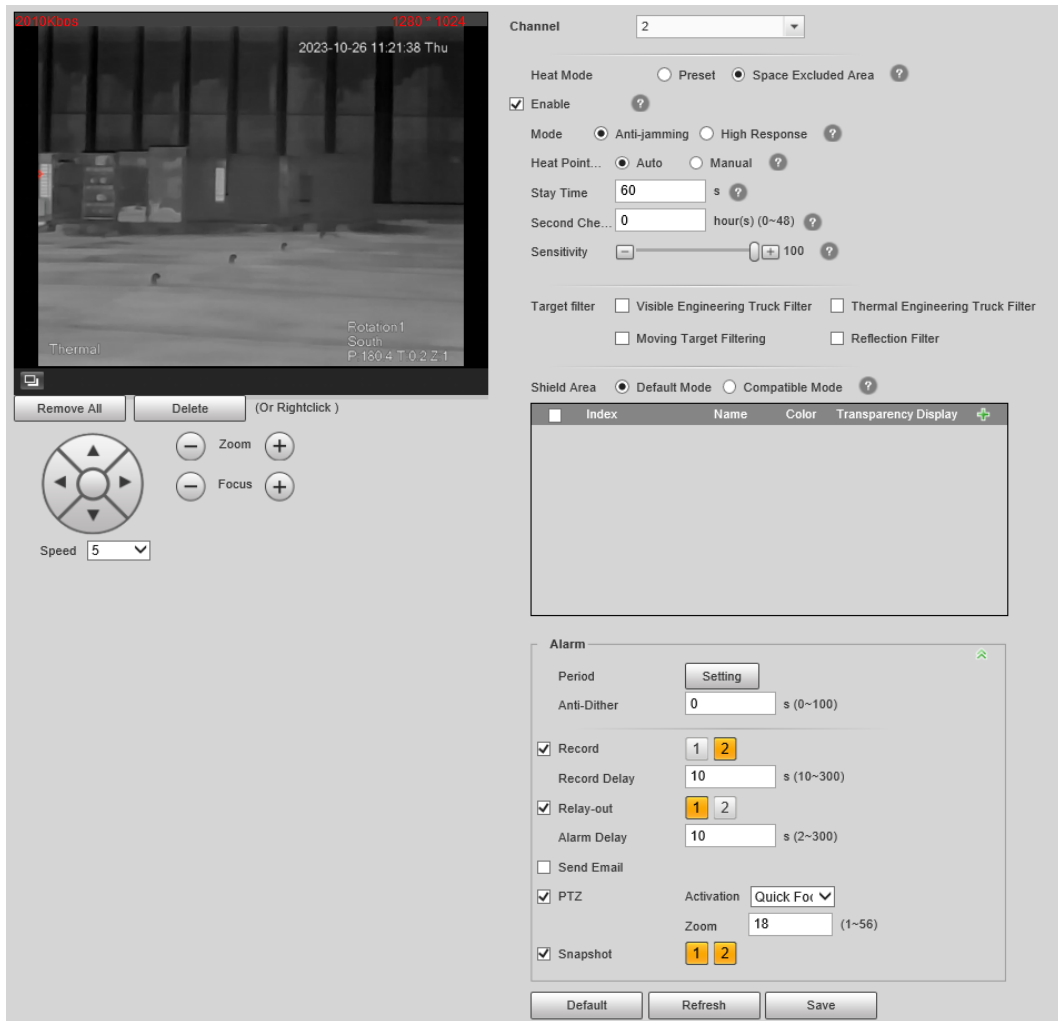 2010Kbps
1280 * 1024
2023-10-26 11:21:38 Thu
Rotation1
South
Thermal
P:180.4 T:0.2 Z:1
Remove All
Delete
(Or Rightclick )
Zoom
Focus
Speed
5
Channel
2
Heat Mode
Preset
Space Excluded Area
Enable
Mode
Anti-jamming
High Response
Heat Point...
Auto
Manual
Stay Time
60
s
Second Che...
0
hour(s) (0~48)
Sensitivity
100
Target filter
Visible Engineering Truck Filter
Thermal Engineering Truck Filter
Moving Target Filtering
Reflection Filter
Shield Area
Default Mode
Compatible Mode
Index
Name
Color
Transparency Display
Alarm
Period
Setting
Anti-Dither
0
s (0~100)
Record
1
2
Record Delay
10
s (10~300)
Relay-out
1
2
Alarm Delay
10
s (2~300)
Send Email
PTZ
Activation
Quick Foc
Zoom
18
(1~56)
Snapshot
1
2
Default
Refresh
Save